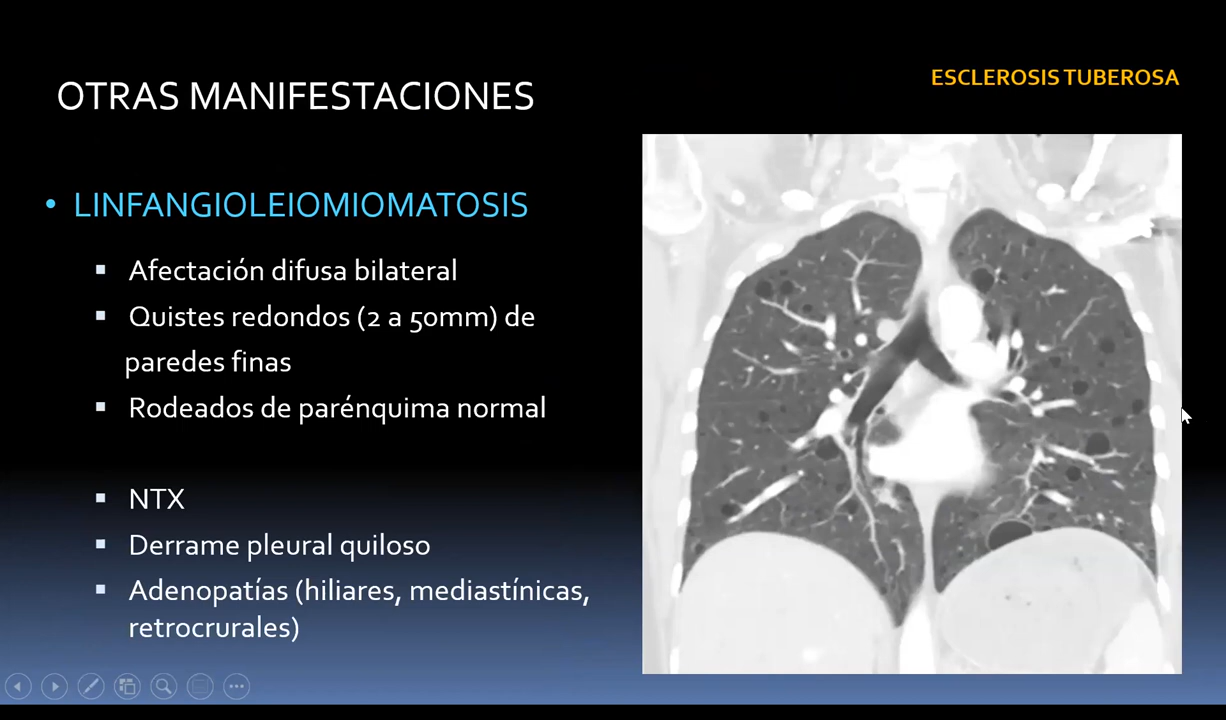 ESCLEROSIS TUBEROSA
OTRAS MANIFESTACIONES
• LINFANGIOLEIOMIOMATOSIS
▪ Afectación difusa bilateral
▪ Quistes redondos (2 a 50mm) de
paredes finas
▪ Rodeados de parénquima normal
▪ NTX
▪ Derrame pleural quiloso
▪ Adenopatías (hiliares, mediastínicas,
retrocrurales)